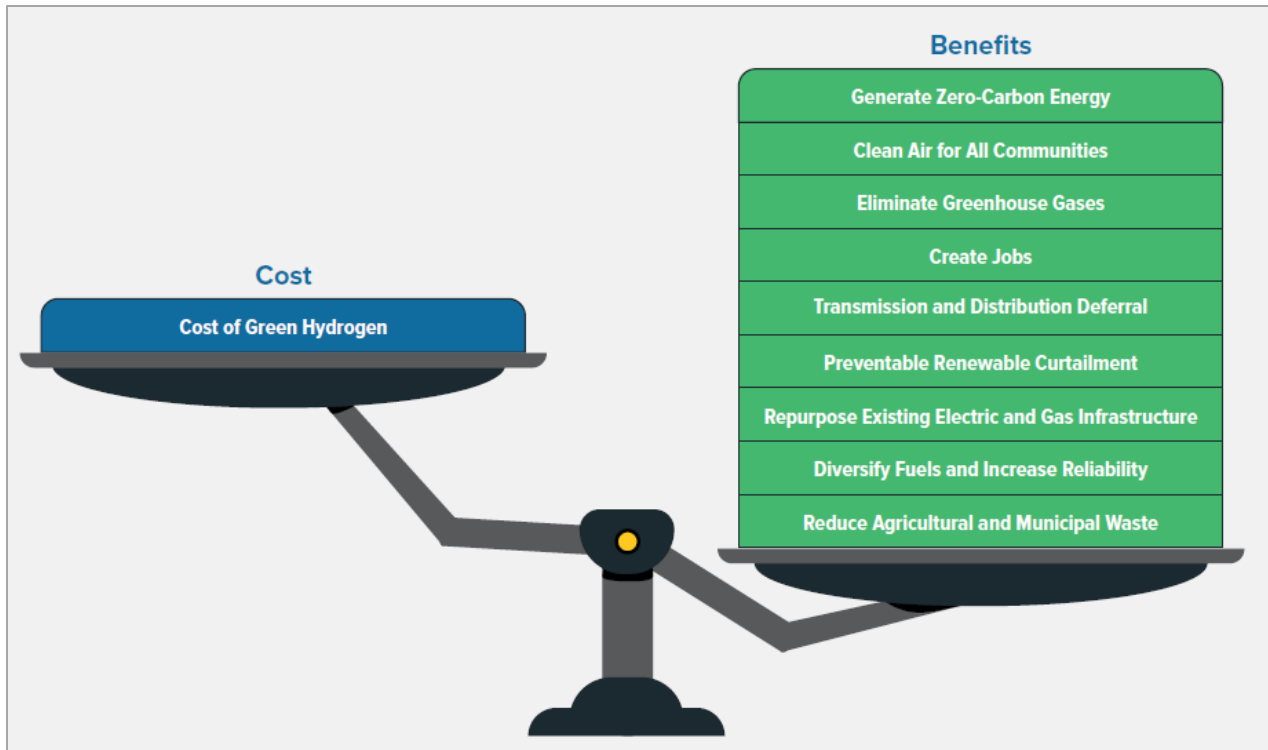 Cost
Cost of Green Hydrogen
Benefits
Generate Zero-Carbon Energy
Clean Air for All Communities
Eliminate Greenhouse Gases
Create Jobs
Transmission and Distribution Deferral
Preventable Renewable Curtailment
Repurpose Existing Electric and Gas Infrastructure
Diversify Fuels and Increase Reliability
Reduce Agricultural and Municipal Waste